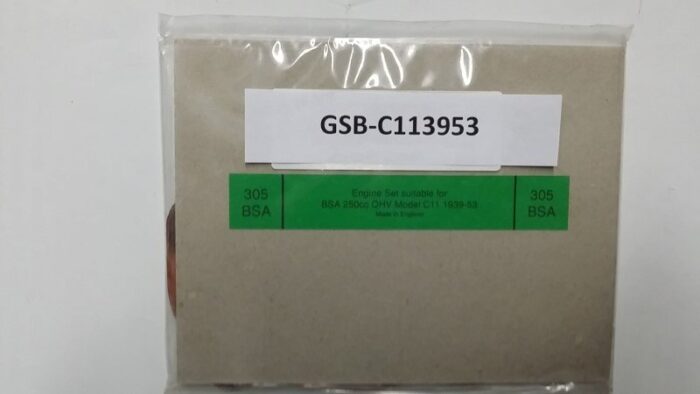 GSB-C113953
305
BSA
Engine Set suitable for
BSA 250cc OHV Model C11 1939-53
Made in England
305
BSA